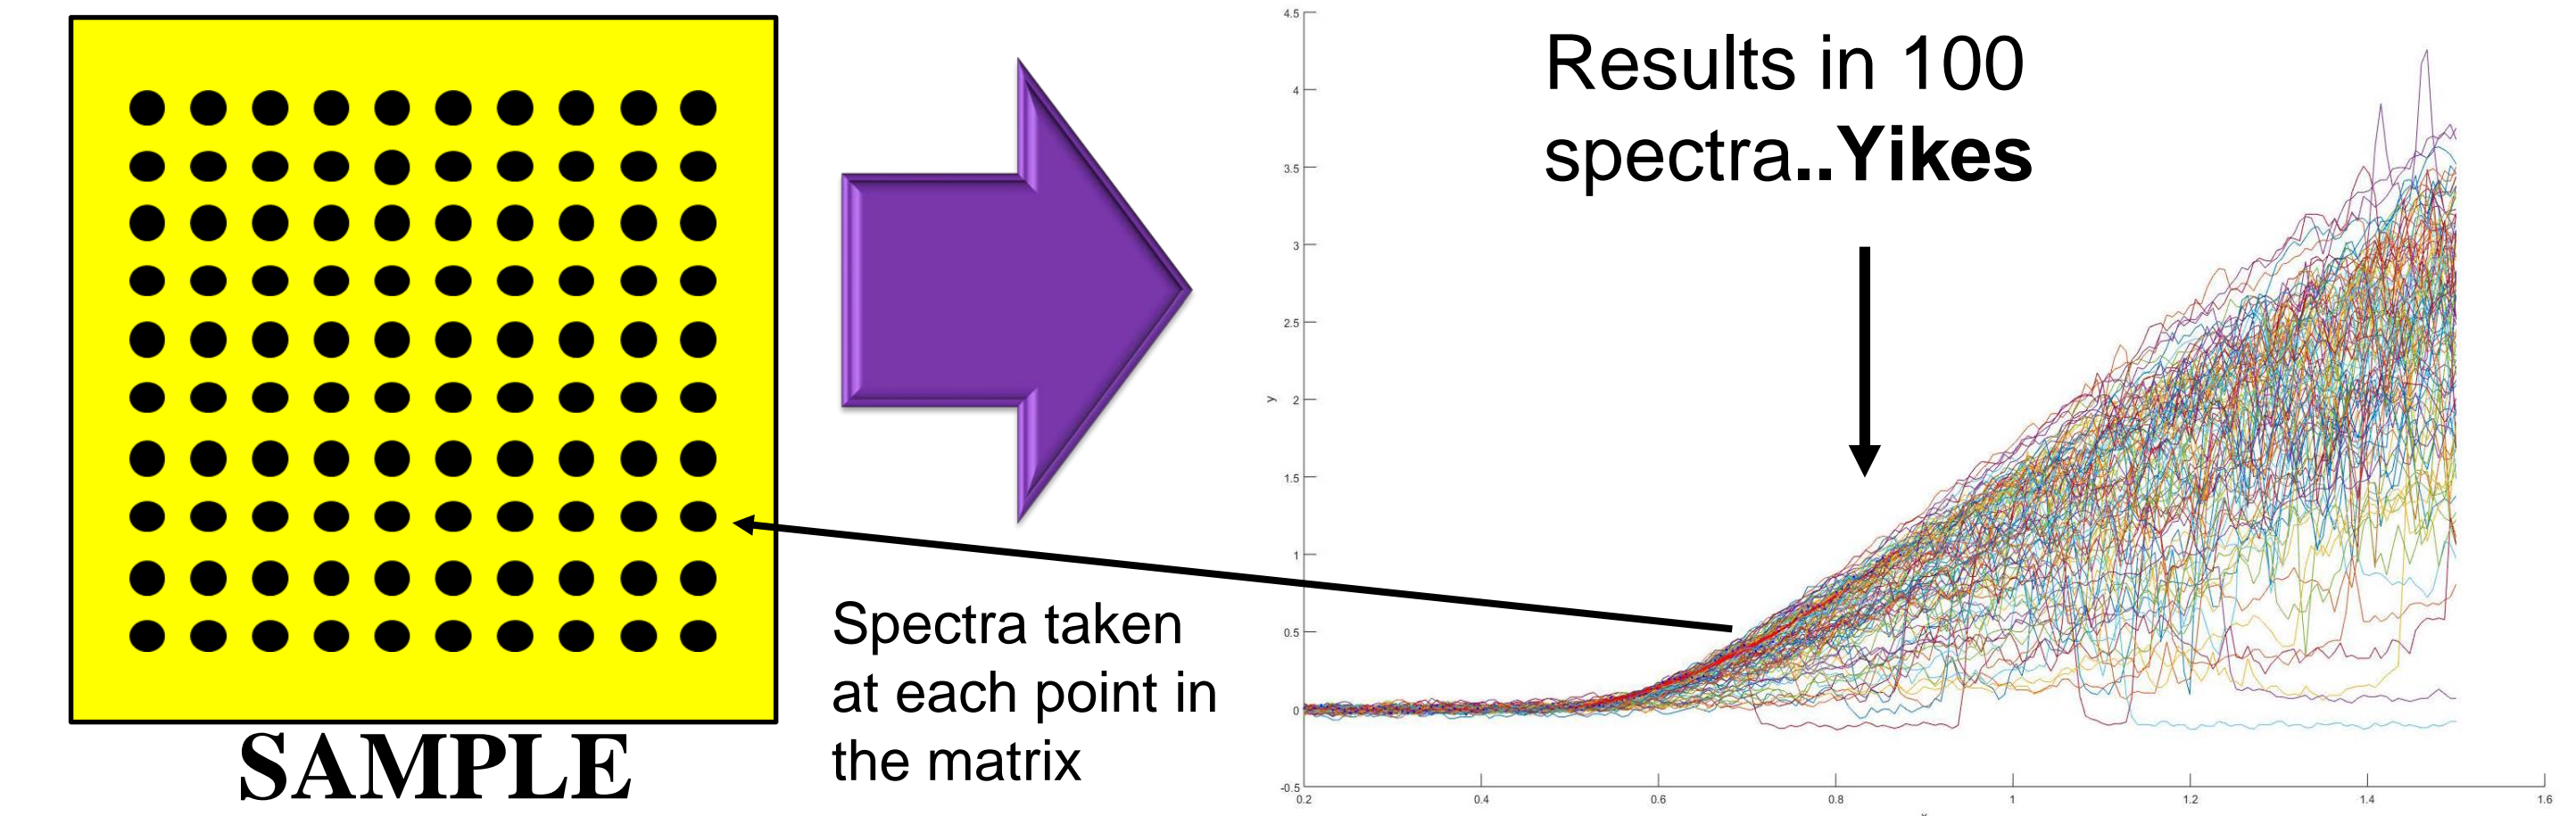 SAMPLE
Spectra taken
at each point in
the matrix
Results in 100
spectra..Yikes
4.5
4
3.5
3
2.5
2
1.5
1
0.5
0
-0.5
y
0.2 0.4 0.6 0.8 1 1.2 1.4 1.6